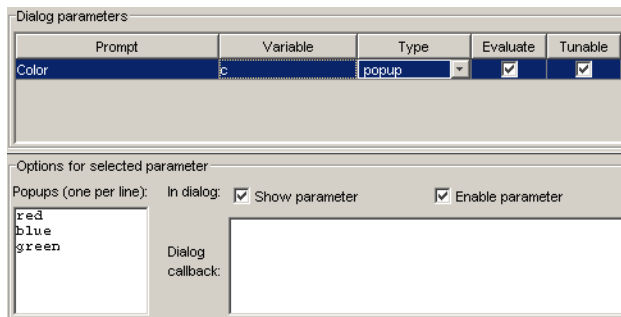 Dialog parameters
Prompt Variable Type Evaluate Tunable
Color c popup
Options for selected parameter
Popups (one per line): In dialog: Show parameter Enable parameter
red
blue
green
Dialog
callback: